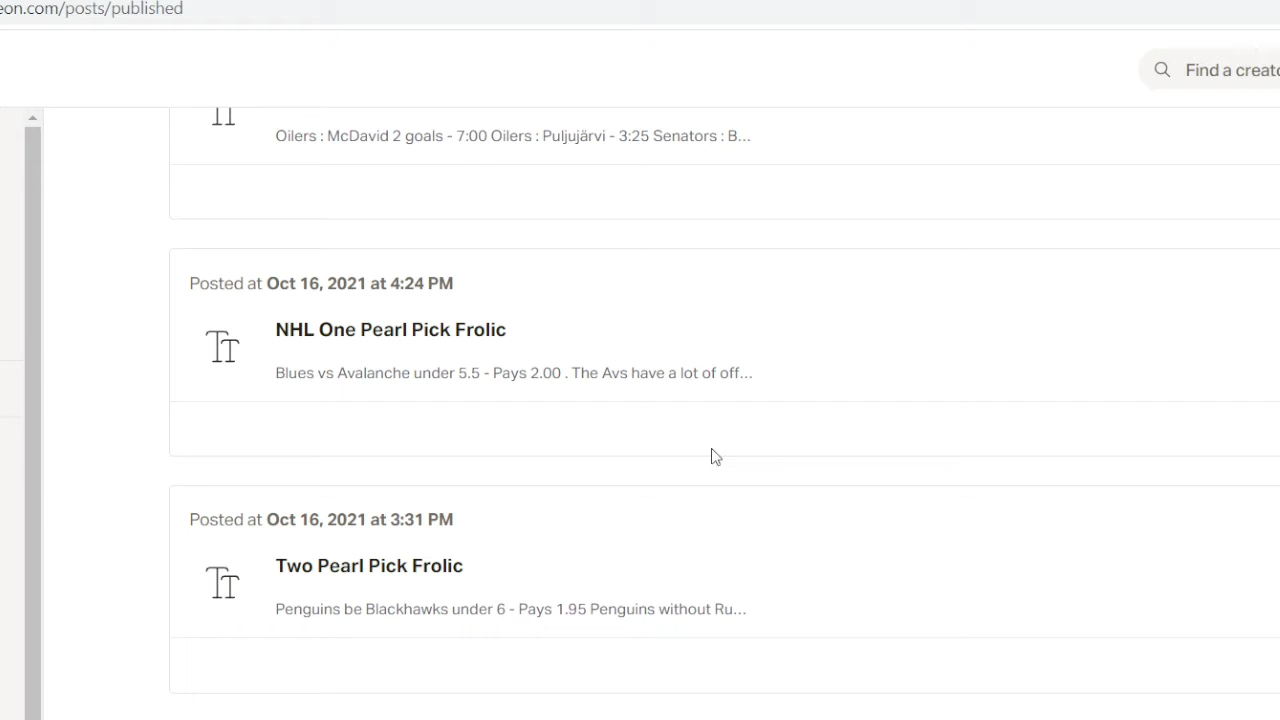 eon.com/posts/published
Find a creato
Oilers : McDavid 2 goals - 7:00 Oilers : Puljujärvi - 3:25 Senators : B...
Posted at Oct 16, 2021 at 4:24 PM
NHL One Pearl Pick Frolic
Tt
Blues vs Avalanche under 5.5 - Pays 2.00 . The Avs have a lot of off...
Posted at Oct 16, 2021 at 3:31 PM
Two Pearl Pick Frolic
Tt
Penguins be Blackhawks under 6 - Pays 1.95 Penguins without Ru...